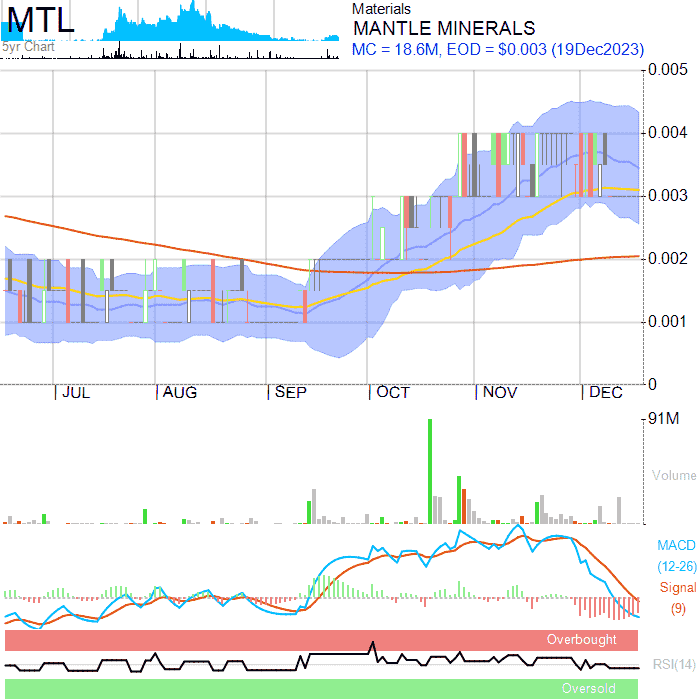 MTL
5yr Chart
Materials
MANTLE MINERALS
MC = 18.6M, EOD = $0.003 (19Dec2023)
0.005
0.004
0.003
0.002
0.001
0
JUL AUG SEP OCT NOV DEC
91M
Volume
MACD
(12-26)
Signal
(9)
Overbought
RSI(14)
Oversold